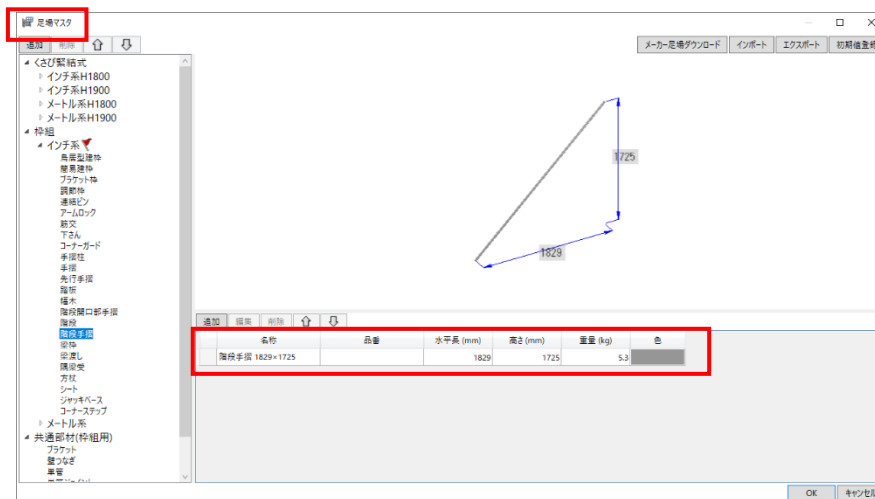 足場マスタ
追加 削除
メーカー足場ダウンロード インポート エクスポート 初期値登録
くさび緊結式
インチ系H1800
インチ系H1900
メートル系H1800
メートル系H1900
枠組
インチ系
鳥居型建枠
簡易建枠
ブラケット枠
調節枠
連結ピン
アームロック
筋交
下さん
コーナーガード
手摺柱
手摺
先行手摺
踏板
幅木
階段開口部手摺
階段
階段手摺
梁枠
梁渡し
隅梁受
方杖
シート
ジャッキベース
コーナーステップ
メートル系
共通部材(枠組用)
ブラケット
壁つなぎ
単管
1725
1829
追加 編集 削除
名称 品番 水平長 (mm) 高さ (mm) 重量 (kg) 色
階段手摺 1829×1725 1829 1725 5.3
OK キャンセル